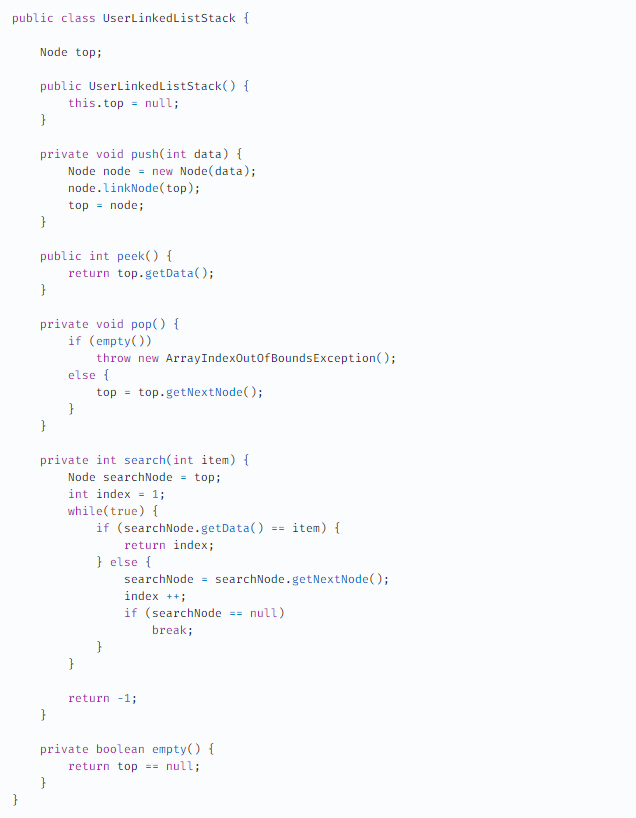 public class UserLinkedListStack {
    Node top;
    public UserLinkedListStack() {
        this.top = null;
    }
    private void push(int data) {
        Node node = new Node(data);
        node.linkNode(top);
        top = node;
    }
    public int peek() {
        return top.getData();
    }
    private void pop() {
        if (empty())
            throw new ArrayIndexOutOfBoundsException();
        else {
            top = top.getNextNode();
        }
    }
    private int search(int item) {
        Node searchNode = top;
        int index = 1;
        while(true) {
            if (searchNode.getData() == item) {
                return index;
            } else {
                searchNode = searchNode.getNextNode();
                index ++;
                if (searchNode == null)
                    break;
            }
        }
        return -1;
    }
    private boolean empty() {
        return top == null;
    }
}